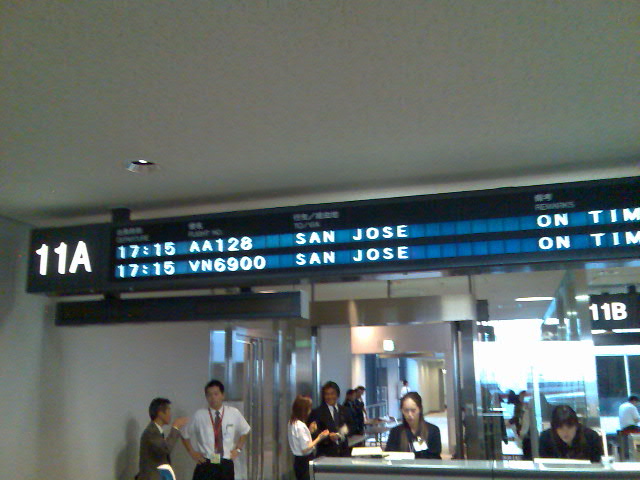 11A
17:15 AA128 SAN JOSE ON TIM
17:15 VN6900 SAN JOSE ON TIM
11B